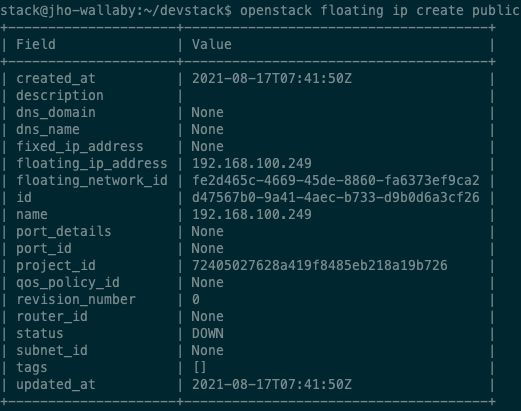 stack@jho-wallaby:~/devstack$ openstack floating ip create public
+---------------------+--------------------------------------+
| Field               | Value                                |
+---------------------+--------------------------------------+
| created_at          | 2021-08-17T07:41:50Z                 |
| description         |                                      |
| dns_domain          | None                                 |
| dns_name            | None                                 |
| fixed_ip_address    | None                                 |
| floating_ip_address | 192.168.100.249                      |
| floating_network_id | fe2d465c-4669-45de-8860-fa6373ef9ca2 |
| id                  | d47567b0-9a41-4aec-b733-d9b0d6a3cf26 |
| name                | 192.168.100.249                      |
| port_details        | None                                 |
| port_id             | None                                 |
| project_id          | 72405027628a419f8485eb218a19b726     |
| qos_policy_id       | None                                 |
| revision_number     | 0                                    |
| router_id           | None                                 |
| status              | DOWN                                 |
| subnet_id           | None                                 |
| tags                | []                                   |
| updated_at          | 2021-08-17T07:41:50Z                 |
+---------------------+--------------------------------------+